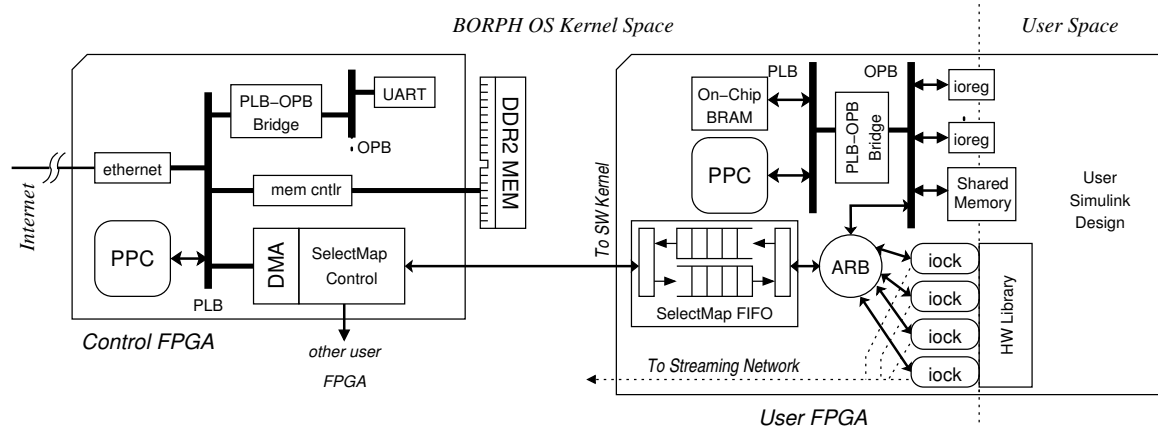 BORPH OS Kernel Space
User Space
PLB−OPB
Bridge
UART
OPB
ethernet
mem cntlr
DDR2 MEM
Internet
PPC
PLB
DMA
SelectMap
Control
Control FPGA
other user
FPGA
To SW Kernel
PLB
OPB
On−Chip
BRAM
PLB−OPB
Bridge
ioreg
ioreg
PPC
Shared
Memory
User
Simulink
Design
SelectMap FIFO
ARB
iock
iock
iock
iock
HW Library
To Streaming Network
User FPGA